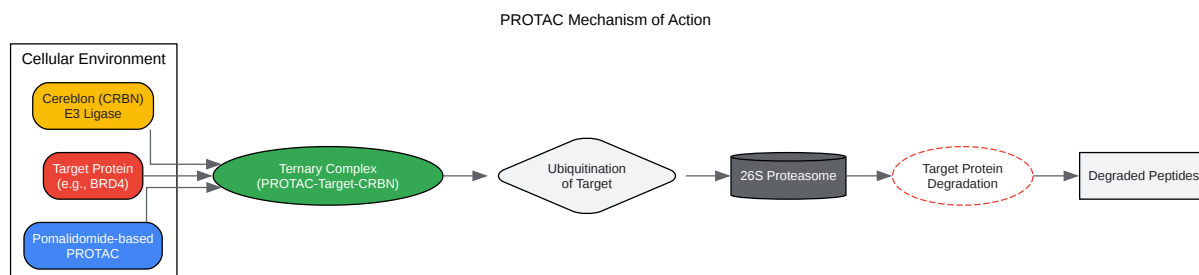 PROTAC Mechanism of Action
Cellular Environment
Cereblon (CRBN)
E3 Ligase
Target Protein
(e.g., BRD4)
Pomalidomide-based
PROTAC
Ternary Complex
(PROTAC-Target-CRBN)
Ubiquitination
of Target
26S Proteasome
Target Protein
Degradation
Degraded Peptides